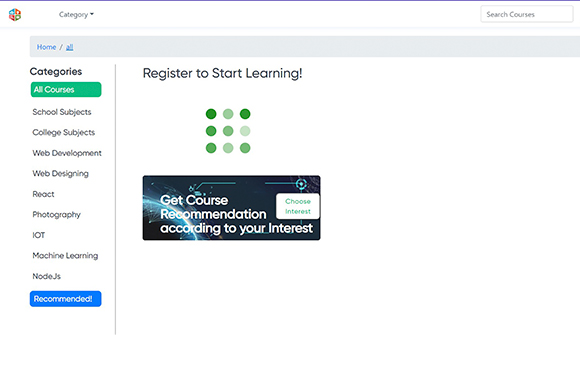 Category
Search Courses
Home / all
Categories
All Courses
School Subjects
College Subjects
Web Development
Web Designing
React
Photography
IOT
Machine Learning
NodeJs
Recommended!
Register to Start Learning!
Get Course
Recommendation
according to your Interest
Choose
Interest